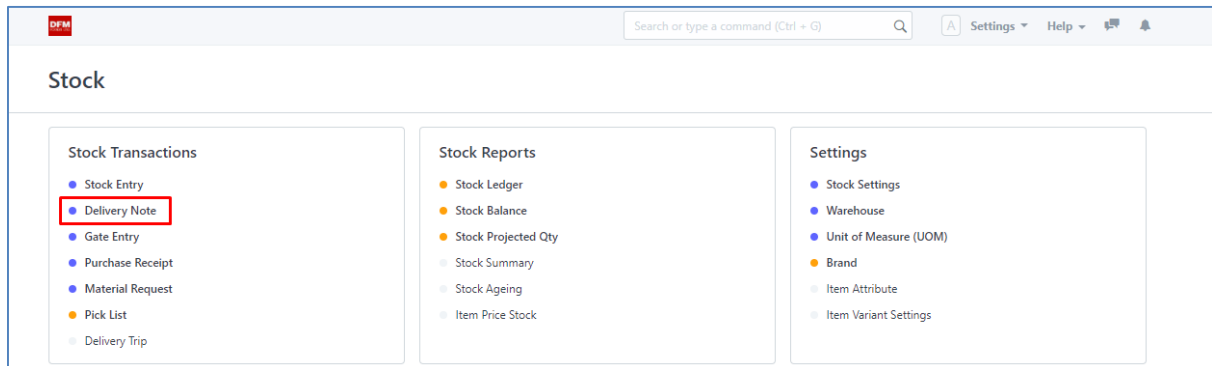 DFM
Search or type a command (Ctrl + G)
A Settings Help
Stock
Stock Transactions
Stock Entry
Delivery Note
Gate Entry
Purchase Receipt
Material Request
Pick List
Delivery Trip
Stock Reports
Stock Ledger
Stock Balance
Stock Projected Qty
Stock Summary
Stock Ageing
Item Price Stock
Settings
Stock Settings
Warehouse
Unit of Measure (UOM)
Brand
Item Attribute
Item Variant Settings